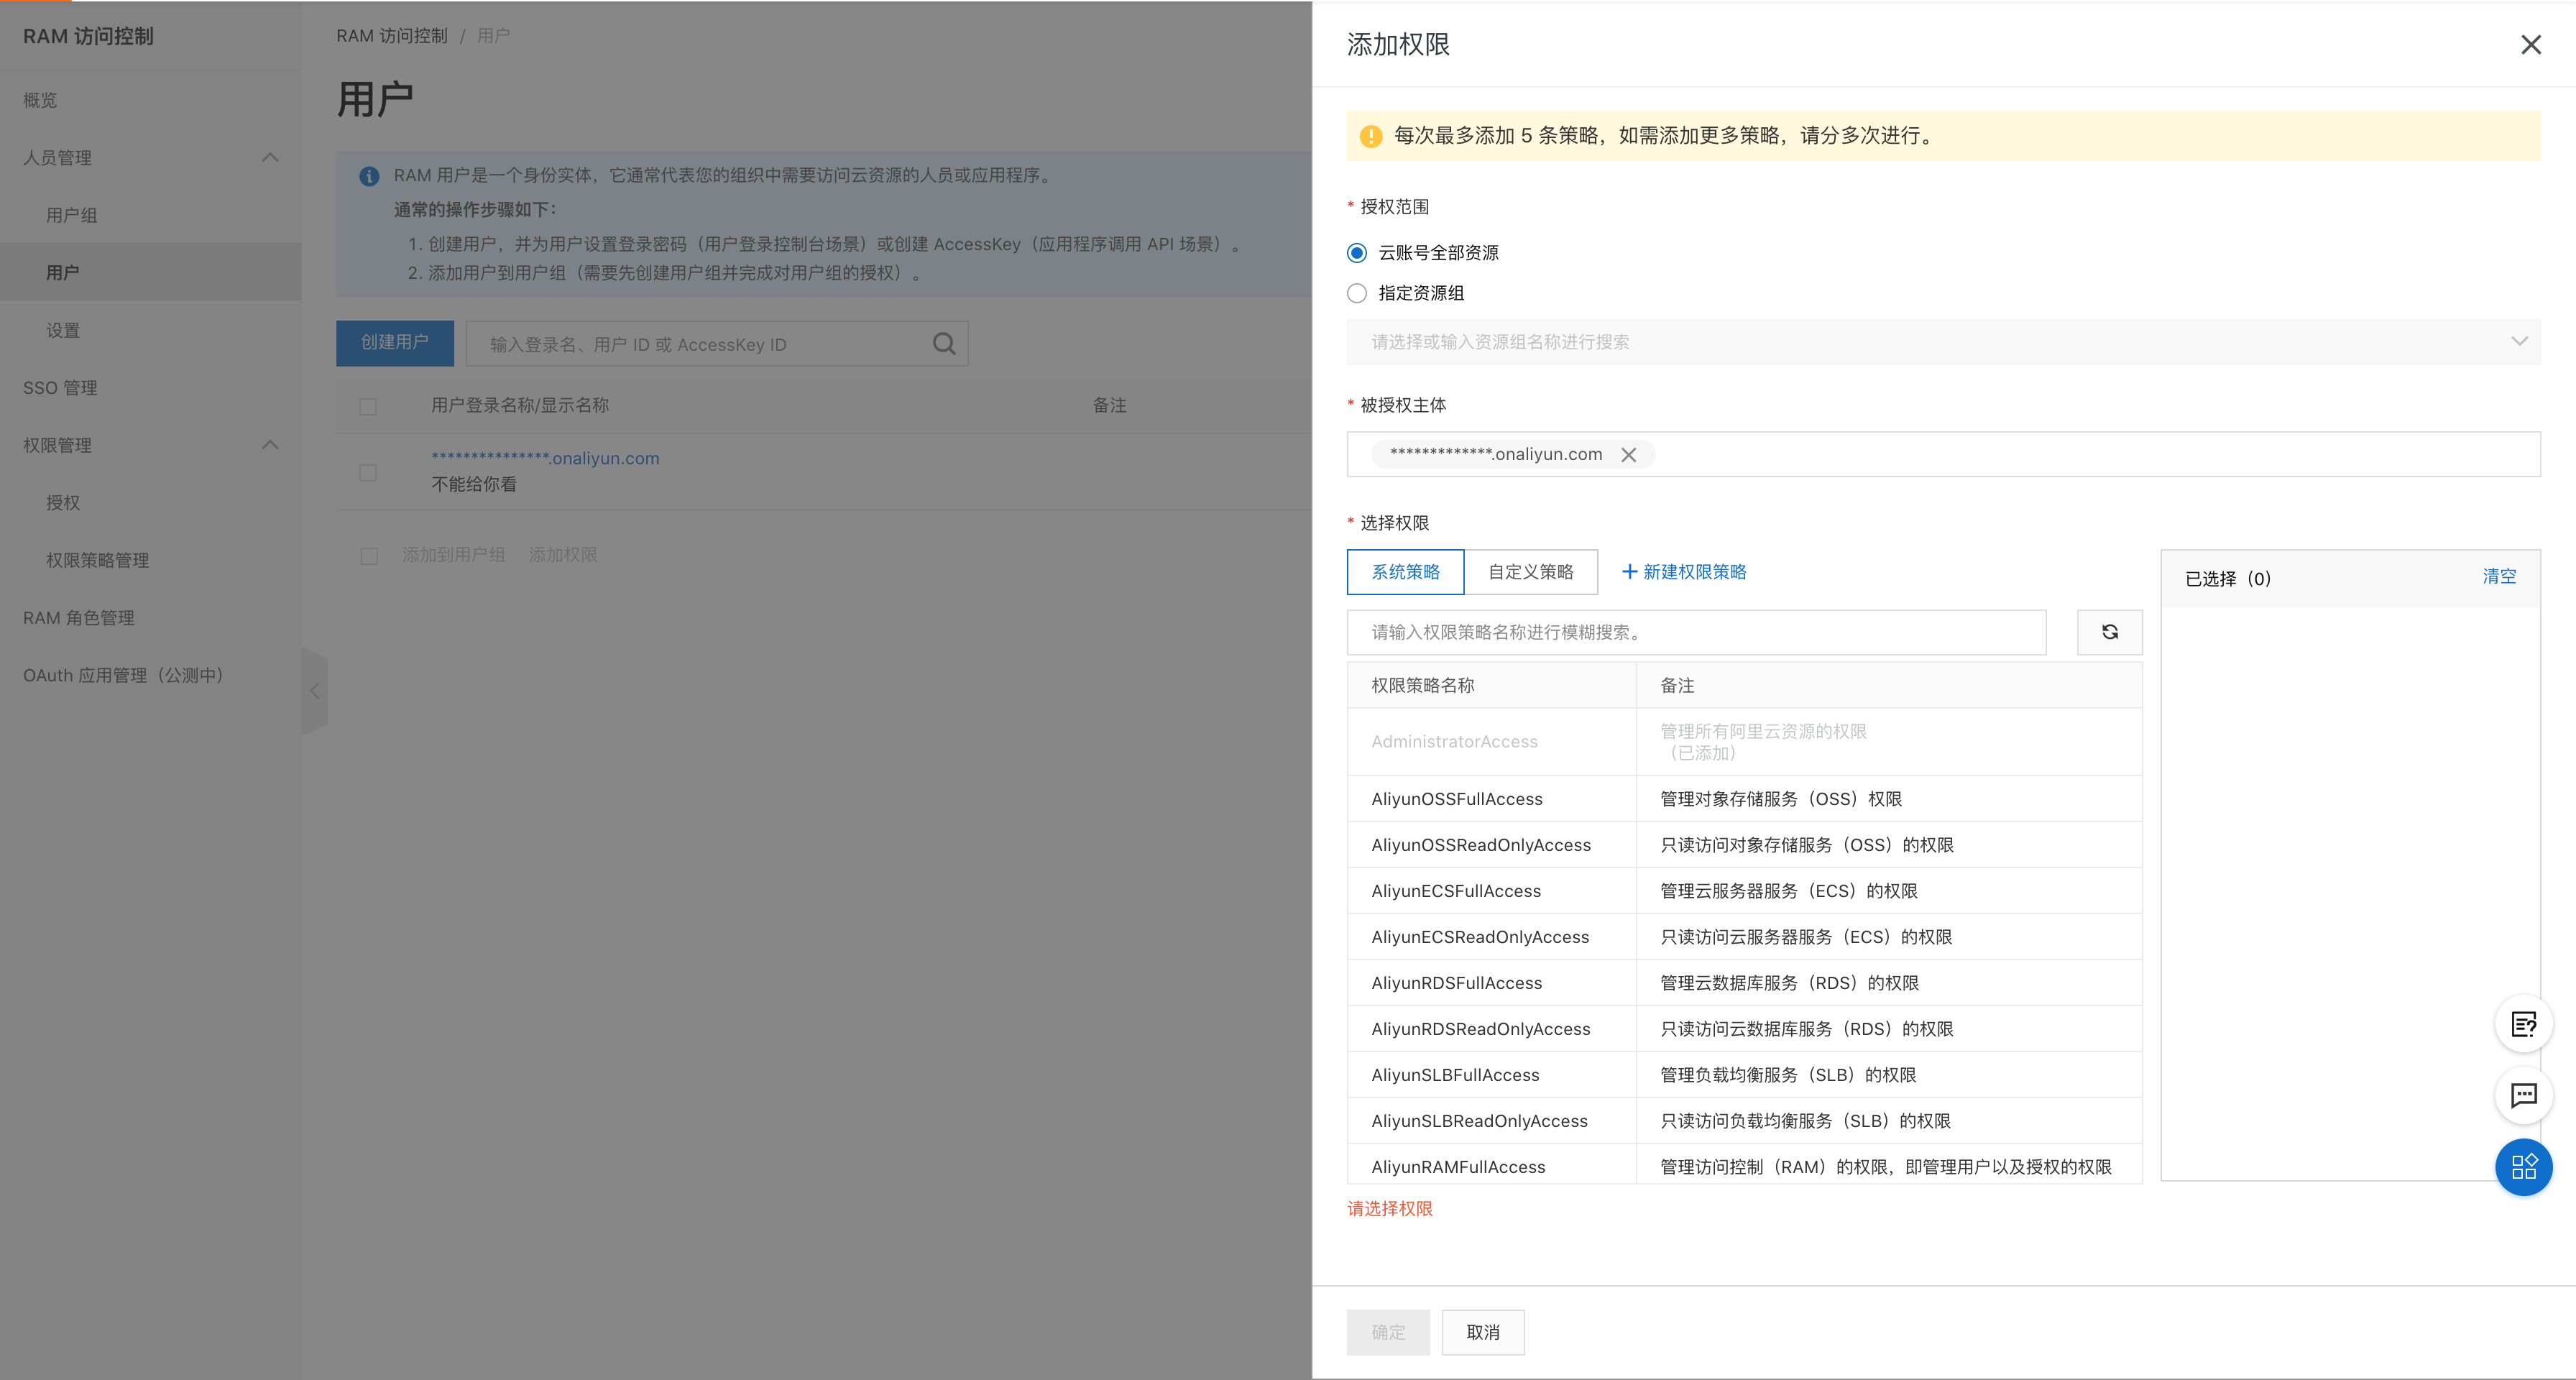 RAM 访问控制
概览
人员管理
用户组
用户
设置
SSO 管理
权限管理
授权
权限策略管理
RAM 角色管理
OAuth 应用管理（公测中）
RAM 访问控制 / 用户
用户
RAM 用户是一个身份实体，它通常代表您的组织中需要访问云资源的人员或应用程序。
通常的操作步骤如下：
1. 创建用户，并为用户设置登录密码（用户登录控制台场景）或创建 AccessKey（应用程序调用 API 场景）。
2. 添加用户到用户组（需要先创建用户组并完成对用户组的授权）。
创建用户
输入登录名、用户 ID 或 AccessKey ID
用户登录名称/显示名称 备注
***************.onaliyun.com
不能给你看
添加到用户组 添加权限
添加权限
每次最多添加 5 条策略，如需添加更多策略，请分多次进行。
* 授权范围
云账号全部资源
指定资源组
请选择或输入资源组名称进行搜索
* 被授权主体
*************.onaliyun.com
* 选择权限
系统策略 自定义策略 + 新建权限策略
请输入权限策略名称进行模糊搜索。
权限策略名称 备注
AdministratorAccess 管理所有阿里云资源的权限
（已添加）
AliyunOSSFullAccess 管理对象存储服务（OSS）权限
AliyunOSSReadOnlyAccess 只读访问对象存储服务（OSS）的权限
AliyunECSFullAccess 管理云服务器服务（ECS）的权限
AliyunECSReadOnlyAccess 只读访问云服务器服务（ECS）的权限
AliyunRDSFullAccess 管理云数据库服务（RDS）的权限
AliyunRDSReadOnlyAccess 只读访问云数据库服务（RDS）的权限
AliyunSLBFullAccess 管理负载均衡服务（SLB）的权限
AliyunSLBReadOnlyAccess 只读访问负载均衡服务（SLB）的权限
AliyunRAMFullAccess 管理访问控制（RAM）的权限，即管理用户以及授权的权限
已选择（0） 清空
请选择权限
确定 取消